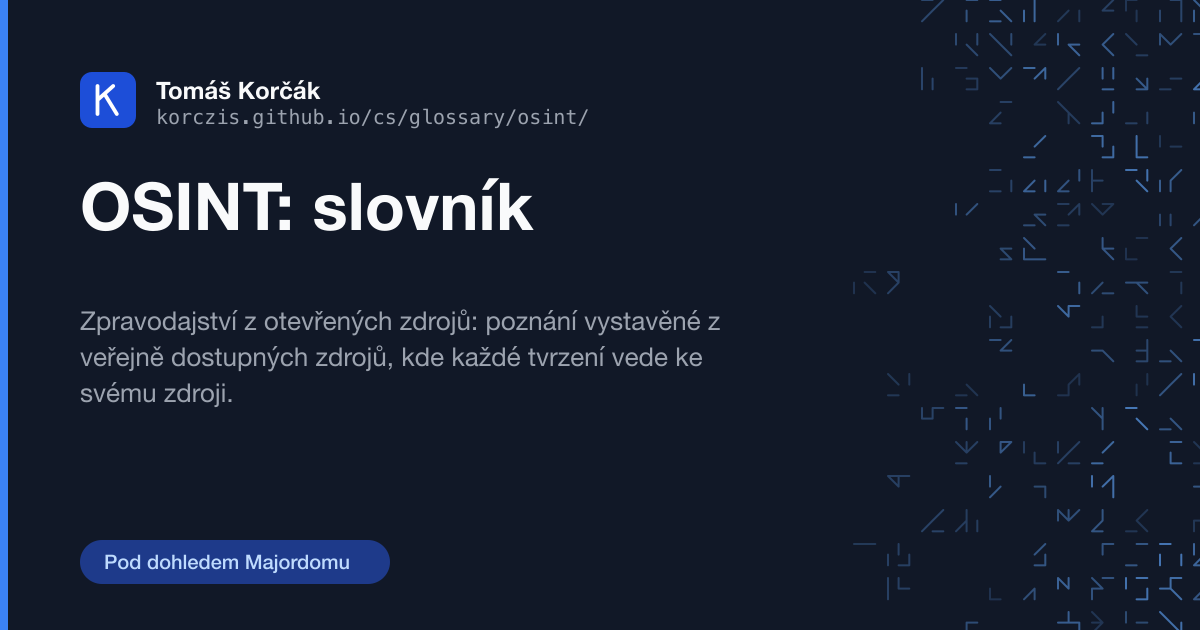 Tomáš Korčák
korczis.github.io/cs/glossary/osint/
OSINT: slovník
Zpravodajství z otevřených zdrojů: poznání vystavěné z
veřejně dostupných zdrojů, kde každé tvrzení vede ke
svému zdroji.
Pod dohledem Majordomu